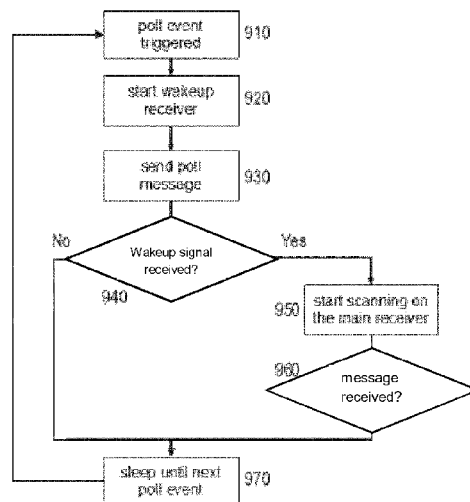 poll event
triggered
910
start wakeup
receiver
920
send poll
message
930
No
Wakeup signal
received?
Yes
940
950
start scanning on
the main receiver
960
message
received?
sleep until next
poll event
970